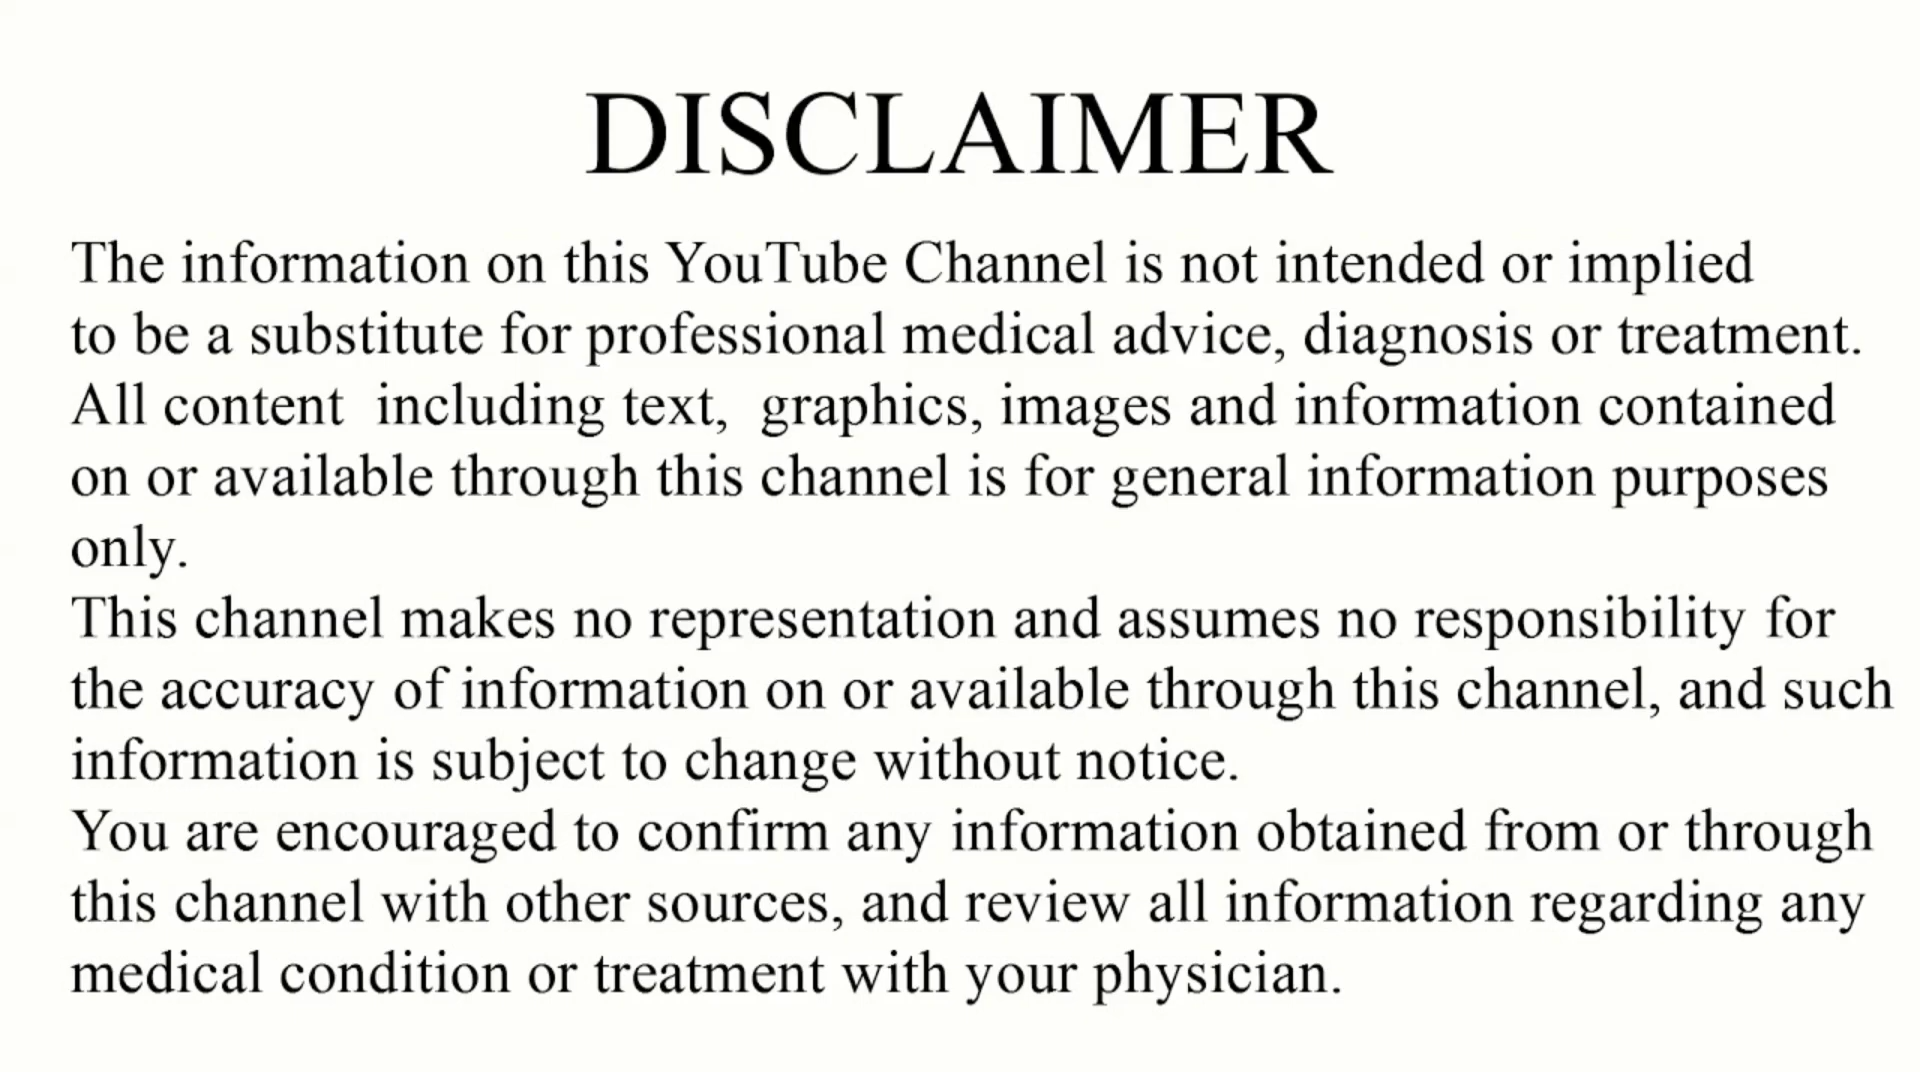 DISCLAIMER
The information on this YouTube Channel is not intended or implied
to be a substitute for professional medical advice, diagnosis or treatment.
All content  including text,  graphics, images and information contained
on or available through this channel is for general information purposes
only.
This channel makes no representation and assumes no responsibility for
the accuracy of information on or available through this channel, and such
information is subject to change without notice.
You are encouraged to confirm any information obtained from or through
this channel with other sources, and review all information regarding any
medical condition or treatment with your physician.